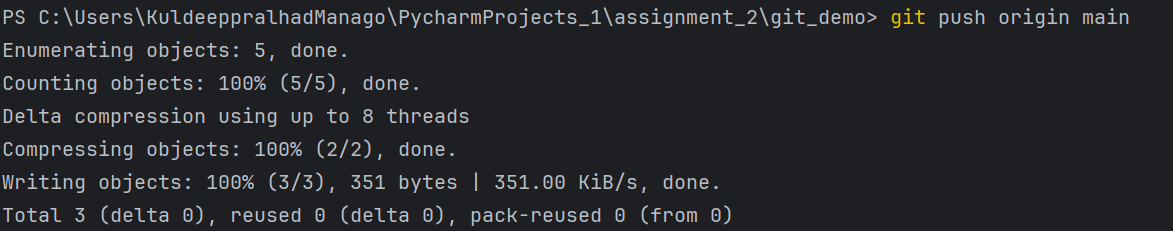 PS C:\Users\KuldeeppralhadManago\PycharmProjects_1\assignment_2\git_demo> git push origin main
Enumerating objects: 5, done.
Counting objects: 100% (5/5), done.
Delta compression using up to 8 threads
Compressing objects: 100% (2/2), done.
Writing objects: 100% (3/3), 351 bytes | 351.00 KiB/s, done.
Total 3 (delta 0), reused 0 (delta 0), pack-reused 0 (from 0)